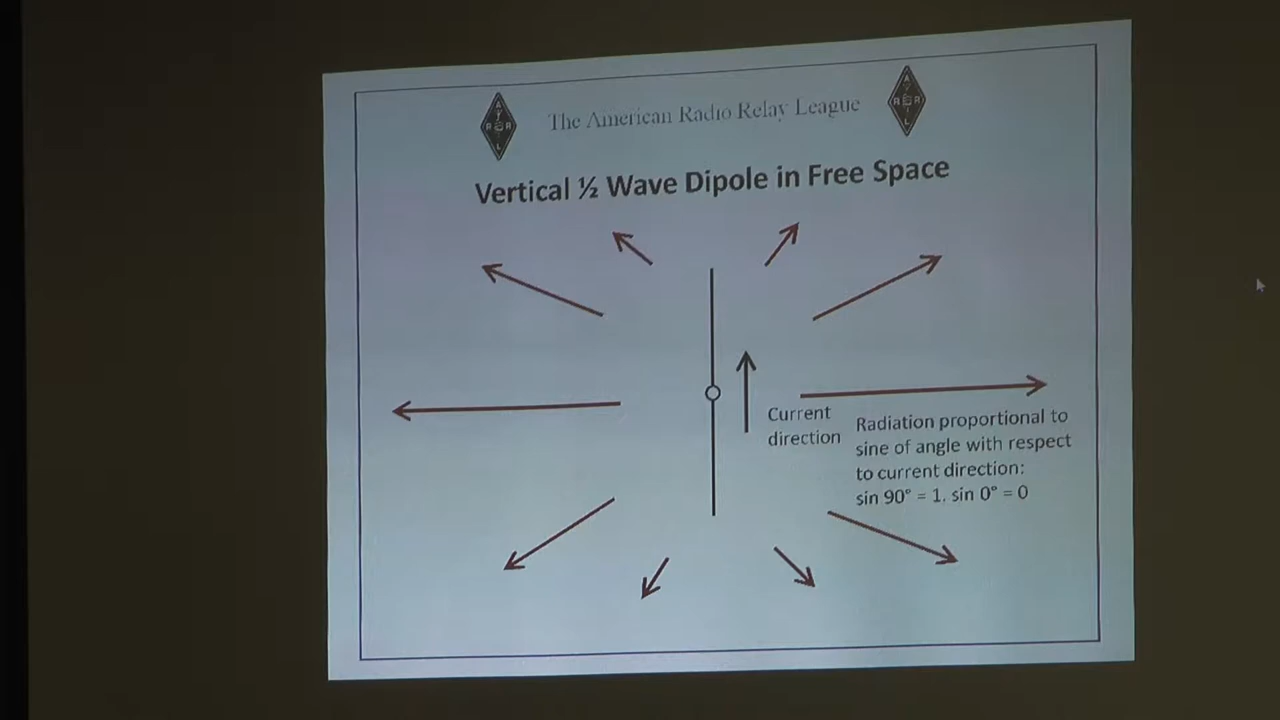 The American Radio Relay League
Vertical ½ Wave Dipole in Free Space
Current
direction
Radiation proportional to
sine of angle with respect
to current direction:
sin 90° = 1, sin 0° = 0